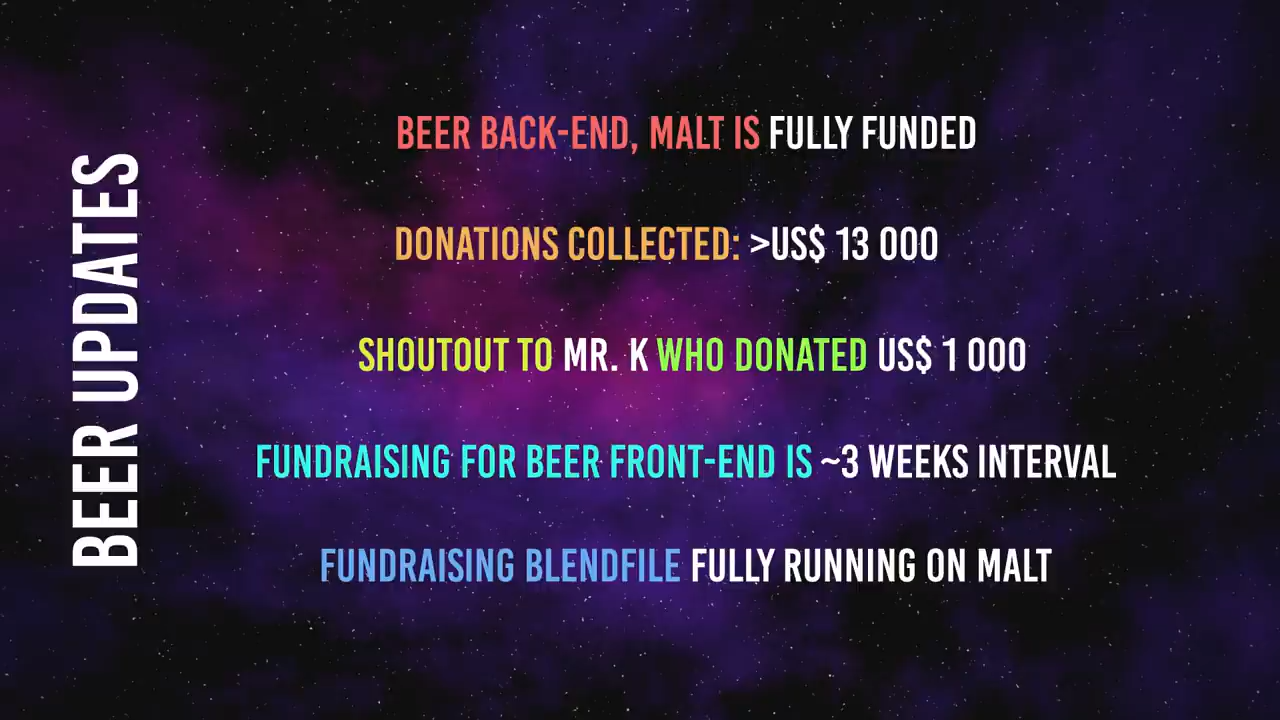 BEER UPDATES
BEER BACK-END, MALT IS FULLY FUNDED
DONATIONS COLLECTED: >US$ 13 000
SHOUTOUT TO MR. K WHO DONATED US$ 1 000
FUNDRAISING FOR BEER FRONT-END IS ~3 WEEKS INTERVAL
FUNDRAISING BLENDFILE FULLY RUNNING ON MALT